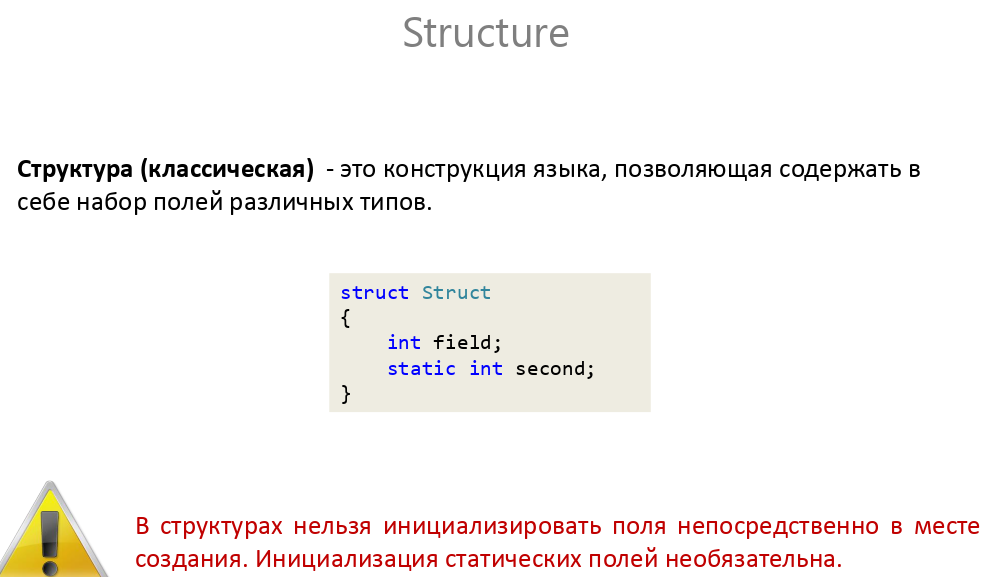 Structure
Структура (классическая) - это конструкция языка, позволяющая содержать в
себе набор полей различных типов.
struct Struct
{
int field;
static int second;
}
В структурах нельзя инициализировать поля непосредственно в месте
создания. Инициализация статических полей необязательна.